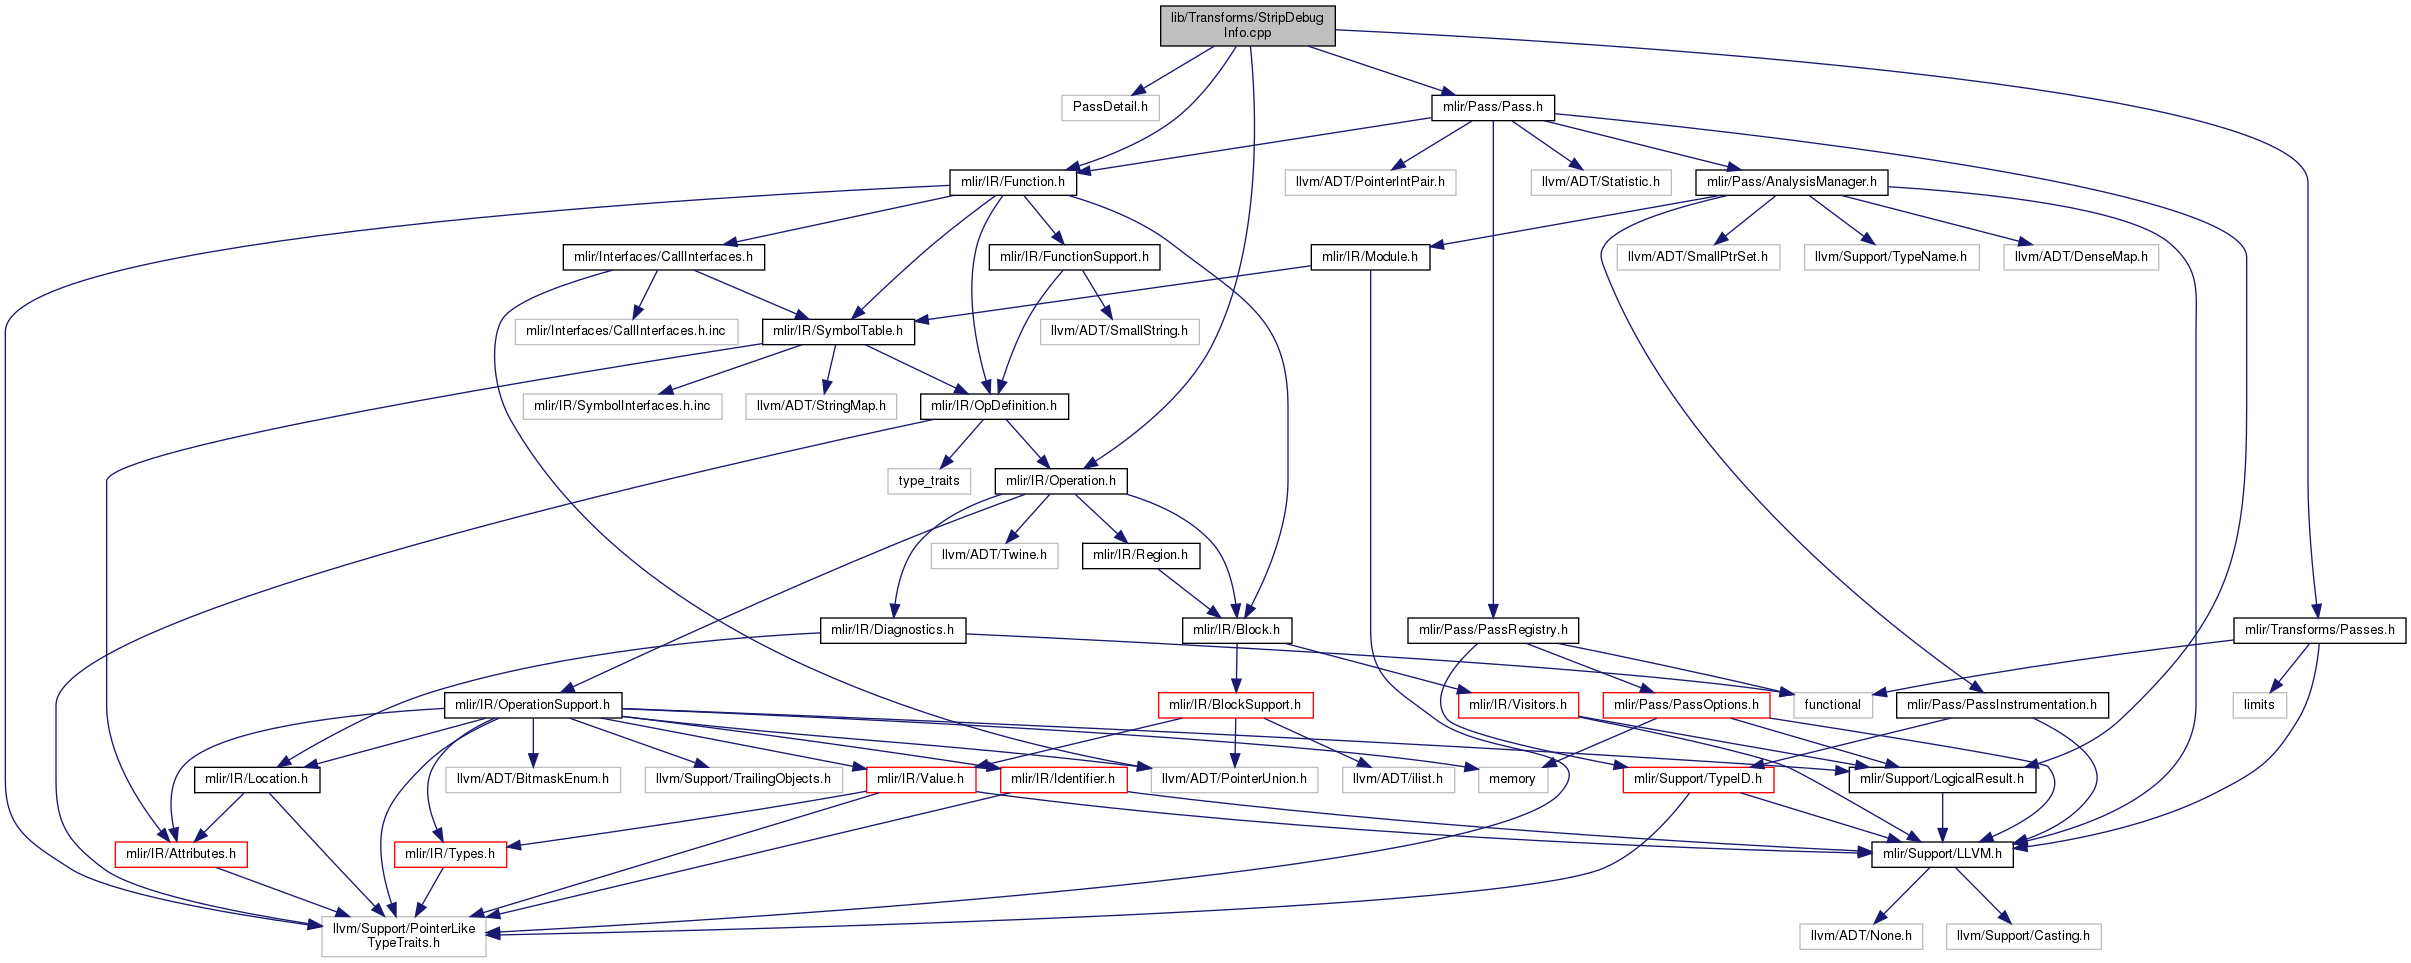 lib/Transforms/StripDebug
Info.cpp
PassDetail.h
mlir/Pass/Pass.h
mlir/IR/Function.h
llvm/ADT/PointerIntPair.h
llvm/ADT/Statistic.h
mlir/Pass/AnalysisManager.h
mlir/Interfaces/CallInterfaces.h
mlir/IR/FunctionSupport.h
mlir/IR/Module.h
llvm/ADT/SmallPtrSet.h
llvm/Support/TypeName.h
llvm/ADT/DenseMap.h
mlir/Interfaces/CallInterfaces.h.inc
mlir/IR/SymbolTable.h
llvm/ADT/SmallString.h
mlir/IR/SymbolInterfaces.h.inc
llvm/ADT/StringMap.h
mlir/IR/OpDefinition.h
type_traits
mlir/IR/Operation.h
llvm/ADT/Twine.h
mlir/IR/Region.h
mlir/IR/Diagnostics.h
mlir/IR/Block.h
mlir/Pass/PassRegistry.h
mlir/Transforms/Passes.h
mlir/IR/OperationSupport.h
mlir/IR/BlockSupport.h
mlir/IR/Visitors.h
mlir/Pass/PassOptions.h
functional
mlir/Pass/PassInstrumentation.h
limits
mlir/IR/Location.h
llvm/ADT/BitmaskEnum.h
llvm/Support/TrailingObjects.h
mlir/IR/Value.h
mlir/IR/Identifier.h
llvm/ADT/PointerUnion.h
llvm/ADT/ilist.h
memory
mlir/Support/TypeID.h
mlir/Support/LogicalResult.h
mlir/IR/Attributes.h
mlir/IR/Types.h
mlir/Support/LLVM.h
llvm/Support/PointerLike
TypeTraits.h
llvm/ADT/None.h
llvm/Support/Casting.h